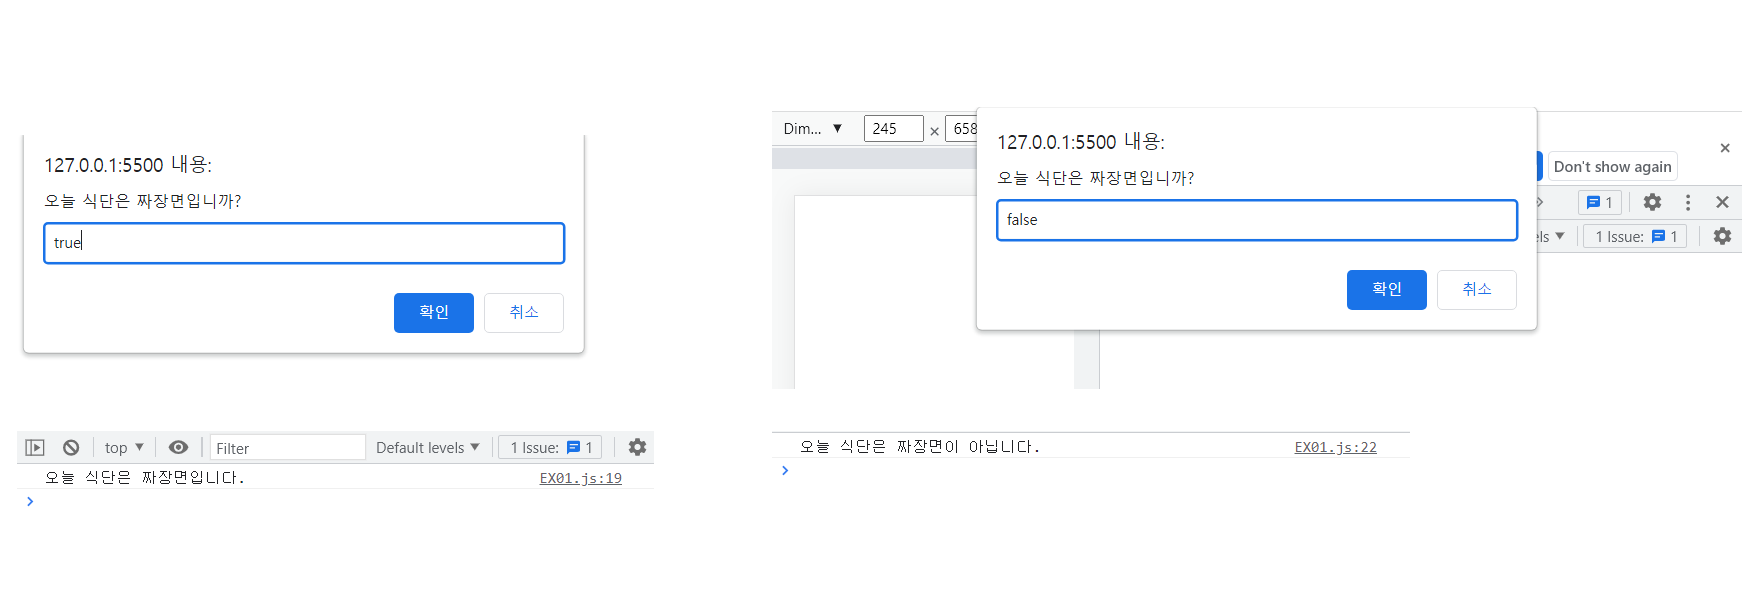 127.0.0.1:5500 내용:
오늘 식단은 짜장면입니까?
true
확인 취소
top ▼ Filter Default levels ▼ 1 Issue: 1
오늘 식단은 짜장면입니다. EX01.js:19
>
Dim... ▼ 245 × 658
127.0.0.1:5500 내용:
오늘 식단은 짜장면입니까?
false
확인 취소
× Don't show again
» 1
els ▼ 1 Issue: 1
오늘 식단은 짜장면이 아닙니다. EX01.js:22
>